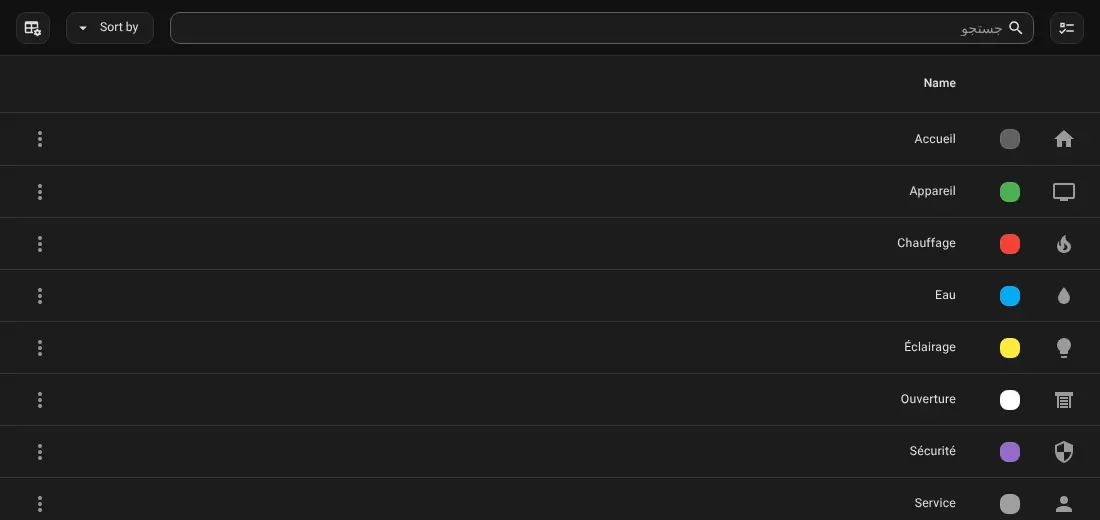 Sort by
جستجو
Name
Accueil
Appareil
Chauffage
Eau
Éclairage
Ouverture
Sécurité
Service